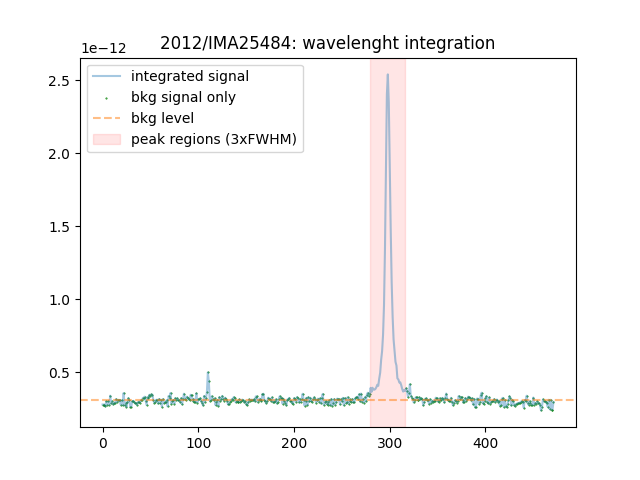 2012/IMA25484: wavelenght integration
1e−12
integrated signal
bkg signal only
bkg level
peak regions (3xFWHM)
2.5
2.0
1.5
1.0
0.5
0 100 200 300 400